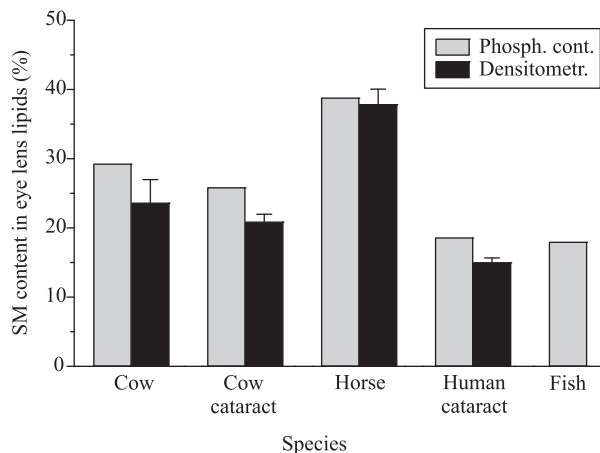 50
40
30
20
10
0
SM content in eye lens lipids (%)
Phosph. cont.
Densitometr.
Cow
Cow
cataract
Horse
Human
cataract
Fish
Species